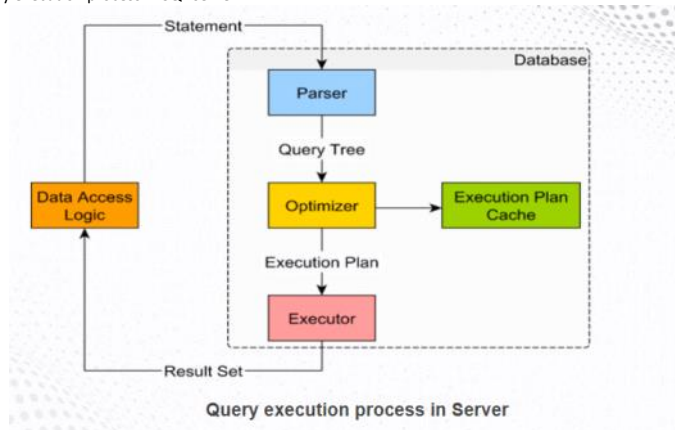 Statement
Database
Parser
Query Tree
Data Access
Logic
Optimizer
Execution Plan
Cache
Execution Plan
Executor
Result Set
Query execution process in Server